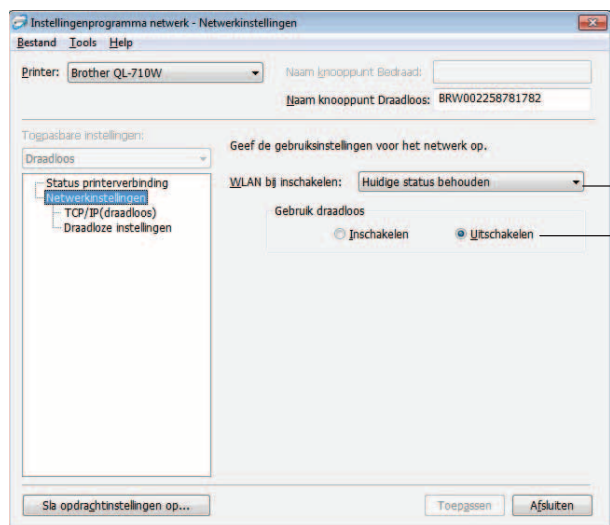 Instellingenprogramma netwerk - Netwerkinstellingen
Bestand Tools Help
Printer: Brother QL-710W
Naam knooppunt Bedraad:
Naam knooppunt Draadloos: BRW002258781782
Toepasbare instellingen:
Draadloos
Geef de gebruiksinstellingen voor het netwerk op.
Status printerverbinding
Netwerkinstellingen
TCP/IP(draadloos)
Draadloze instellingen
WLAN bij inschakelen: Huidige status behouden
Gebruik draadloos
Inschakelen Uitschakelen
Sla opdrachtinstellingen op... Toepassen Afsluiten